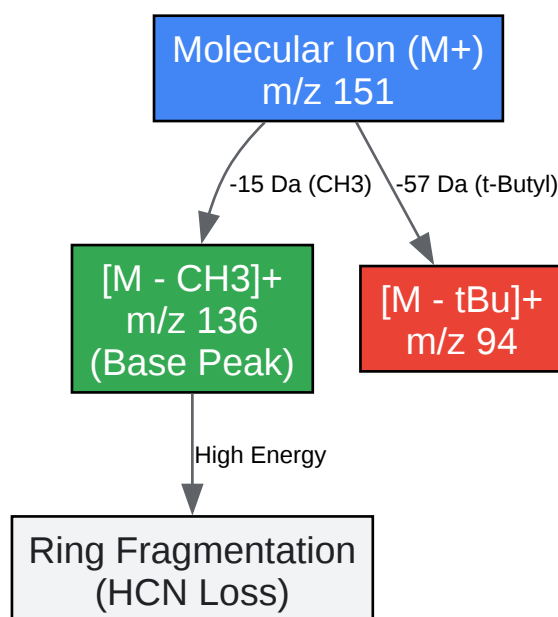 Molecular Ion (M+)
m/z 151
-15 Da (CH3)
-57 Da (t-Butyl)
[M - CH3]+
m/z 136
(Base Peak)
[M - tBu]+
m/z 94
High Energy
Ring Fragmentation
(HCN Loss)